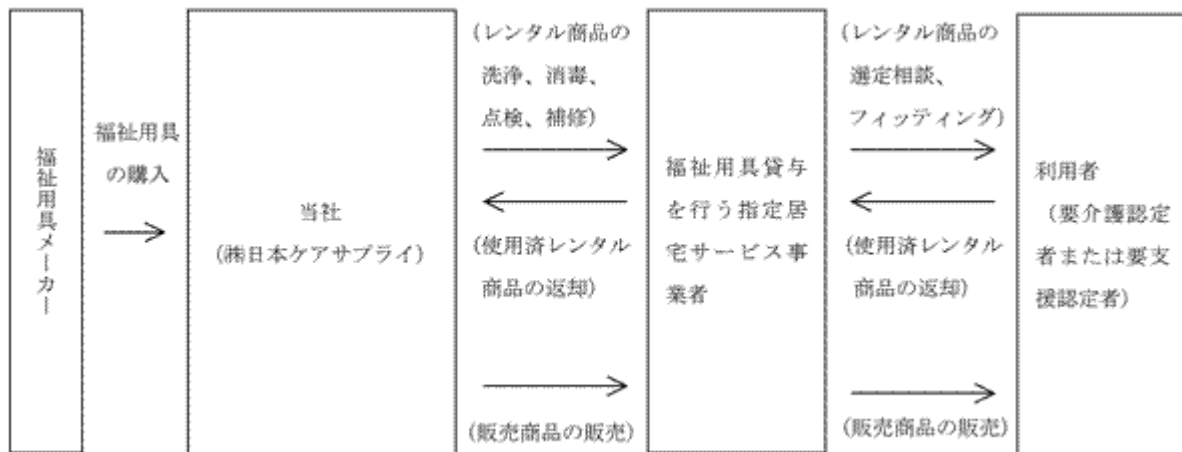 福祉用具メーカー
福祉用具
の購入
当社
(㈱日本ケアサプライ)
(レンタル商品の
洗浄、消毒、
点検、補修)
(使用済レンタル
商品の返却)
(販売商品の販売)
福祉用具貸与
を行う指定居
宅サービス事
業者
(レンタル商品の
選定相談、
フィッティング)
(使用済レンタル
商品の返却)
(販売商品の販売)
利用者
(要介護認定
者または要支
援認定者)